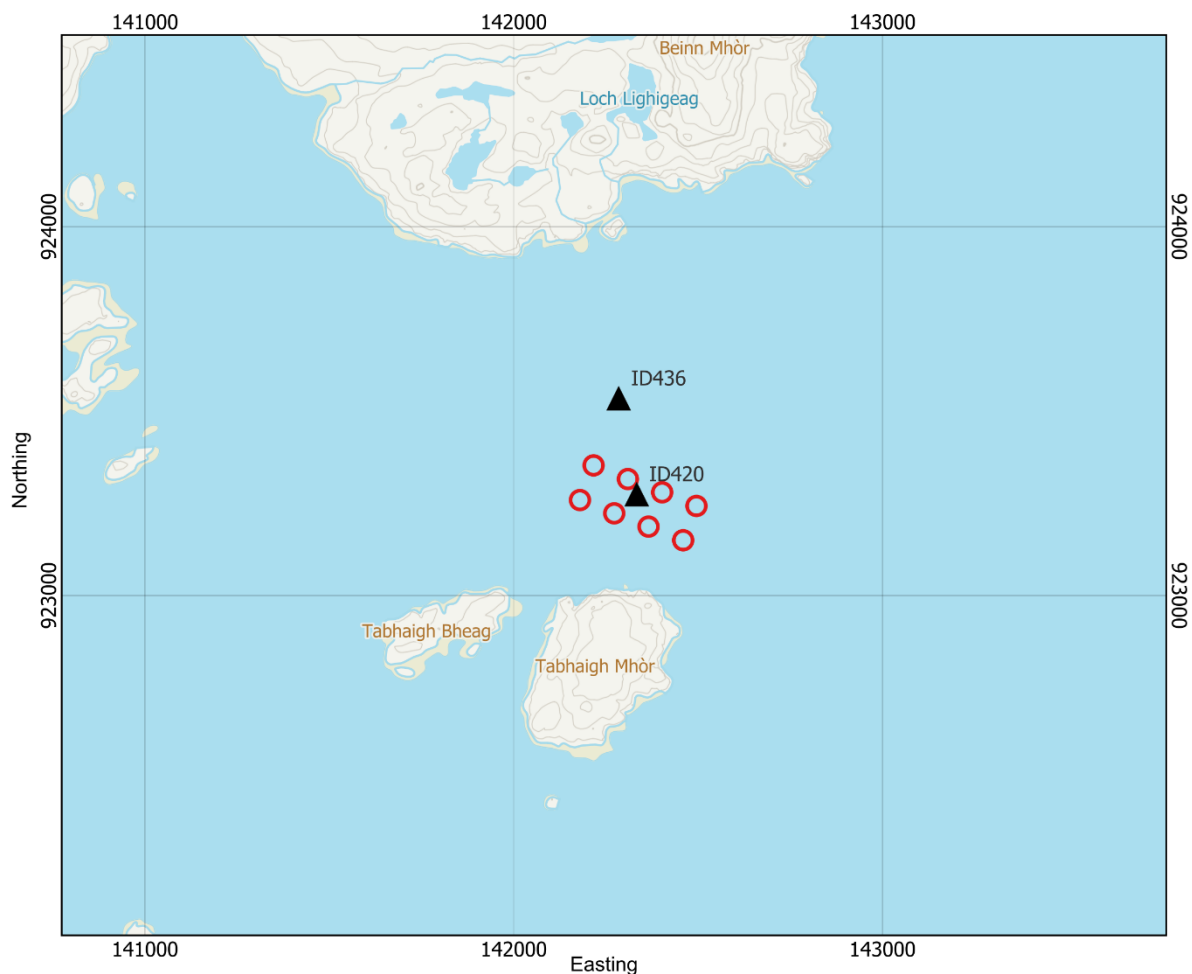 141000
142000
143000
Beinn Mhòr
Loch Lighigeag
924000
924000
ID436
Northing
ID420
923000
923000
Tabhaigh Bheag
Tabhaigh Mhòr
141000
142000
143000
Easting